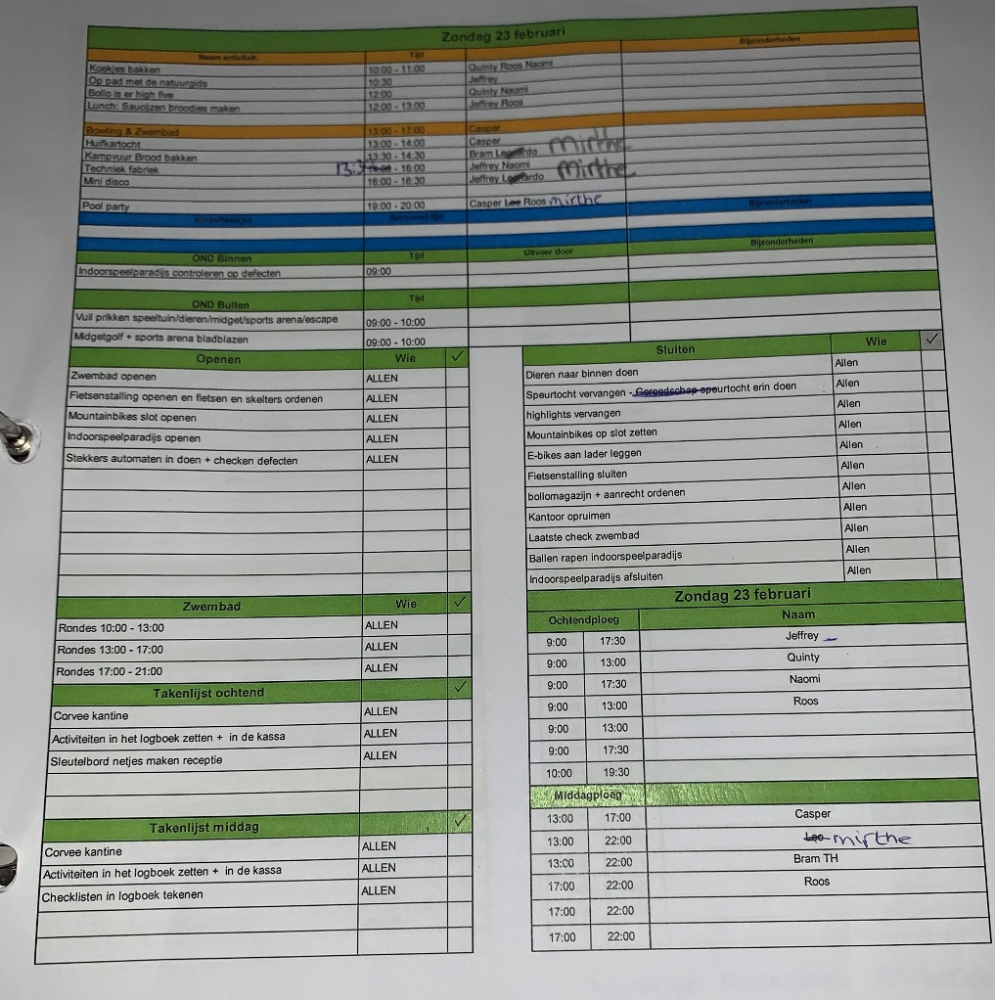 Zondag 23 februari
Naam activiteit: Tijd Bijzonderheden
Koekjes bakken 10:00 - 11:00 Quinty Roos Naomi
Op pad met de natuurgids 10:30 Jeffrey
Bollo is er high five 12:00 Quinty Naomi
Lunch: Saucijzen broodjes maken 12:00 - 13:00 Jeffrey Roos
Bowling & Zwembad 13:00 - 17:00 Casper
Huifkartocht 13:00 - 14:00 Casper
Kampvuur Brood bakken 13:30 - 14:30 Bram Leonardo Mirthe
Techniek fabriek 13:30 - 16:00 Jeffrey Naomi
Mini disco 16:00 - 16:30 Jeffrey Leonardo Mirthe
Pool party 19:00 - 20:00 Casper Leo Roos mirthe
Bijzonderheden
OND Binnen Tijd Uitvoer door Bijzonderheden
Indoorspeelparadijs controleren op defecten 09:00
OND Buiten Tijd
Vuil prikken speeltuin/dieren/midget/sports arena/escape 09:00 - 10:00
Midgetgolf + sports arena bladblazen 09:00 - 10:00
Openen Wie ✓
Zwembad openen ALLEN
Fietsenstalling openen en fietsen en skelters ordenen ALLEN
Mountainbikes slot openen ALLEN
Indoorspeelparadijs openen ALLEN
Stekkers automaten in doen + checken defecten ALLEN
Zwembad Wie ✓
Rondes 10:00 - 13:00 ALLEN
Rondes 13:00 - 17:00 ALLEN
Rondes 17:00 - 21:00 ALLEN
Takenlijst ochtend ✓
Corvee kantine ALLEN
Activiteiten in het logboek zetten + in de kassa ALLEN
Sleutelbord netjes maken receptie ALLEN
Takenlijst middag ✓
Corvee kantine ALLEN
Activiteiten in het logboek zetten + in de kassa ALLEN
Checklisten in logboek tekenen ALLEN
Sluiten Wie ✓
Dieren naar binnen doen Allen
Speurtocht vervangen - Gereedschap speurtocht erin doen Allen
highlights vervangen Allen
Mountainbikes op slot zetten Allen
E-bikes aan lader leggen Allen
Fietsenstalling sluiten Allen
bollomagazijn + aanrecht ordenen Allen
Kantoor opruimen Allen
Laatste check zwembad Allen
Ballen rapen indoorspeelparadijs Allen
Indoorspeelparadijs afsluiten Allen
Zondag 23 februari
Ochtendploeg Naam
9:00 17:30 Jeffrey
9:00 13:00 Quinty
9:00 17:30 Naomi
9:00 13:00 Roos
9:00 13:00
9:00 17:30
10:00 19:30
Middagploeg
13:00 17:00 Casper
13:00 22:00 Leo mirthe
13:00 22:00 Bram TH
17:00 22:00 Roos
17:00 22:00
17:00 22:00